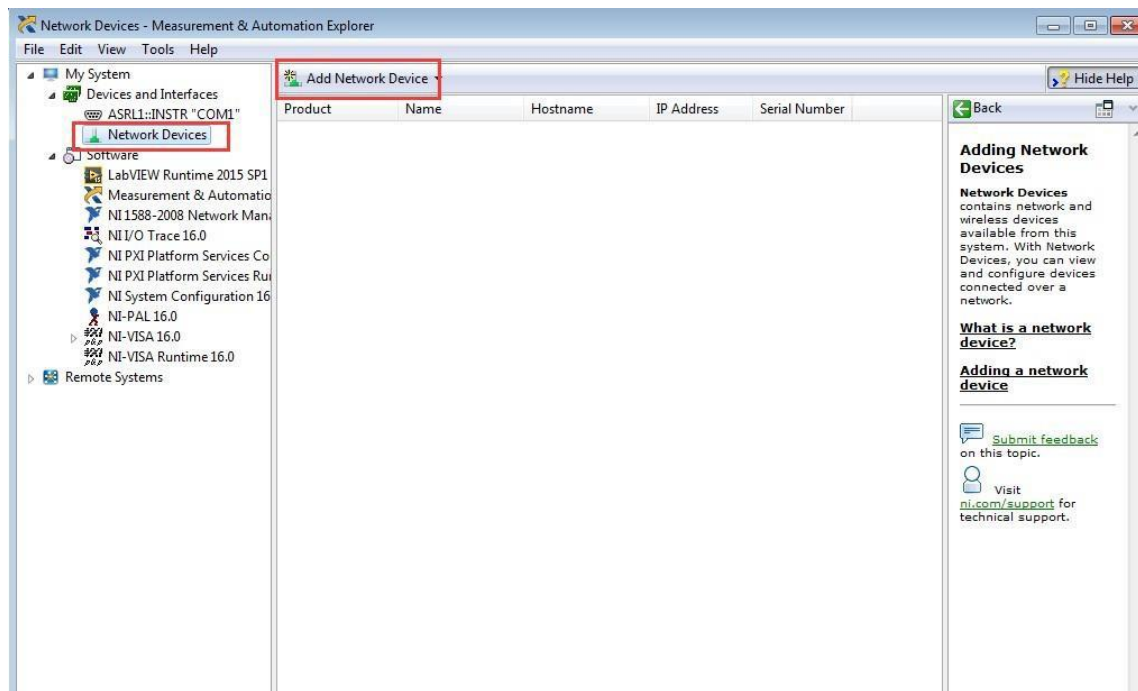 Network Devices - Measurement & Automation Explorer
File Edit View Tools Help
My System
Devices and Interfaces
ASRL1::INSTR "COM1"
Network Devices
Software
LabVIEW Runtime 2015 SP1
Measurement & Automatio
NI 1588-2008 Network Mana
NI I/O Trace 16.0
NI PXI Platform Services Co
NI PXI Platform Services Rui
NI System Configuration 16
NI-PAL 16.0
NI-VISA 16.0
NI-VISA Runtime 16.0
Remote Systems
Add Network Device
Hide Help
Product Name Hostname IP Address Serial Number
Back
Adding Network
Devices
Network Devices
contains network and
wireless devices
available from this
system. With Network
Devices, you can view
and configure devices
connected over a
network.
What is a network
device?
Adding a network
device
Submit feedback
on this topic.
Visit
ni.com/support for
technical support.